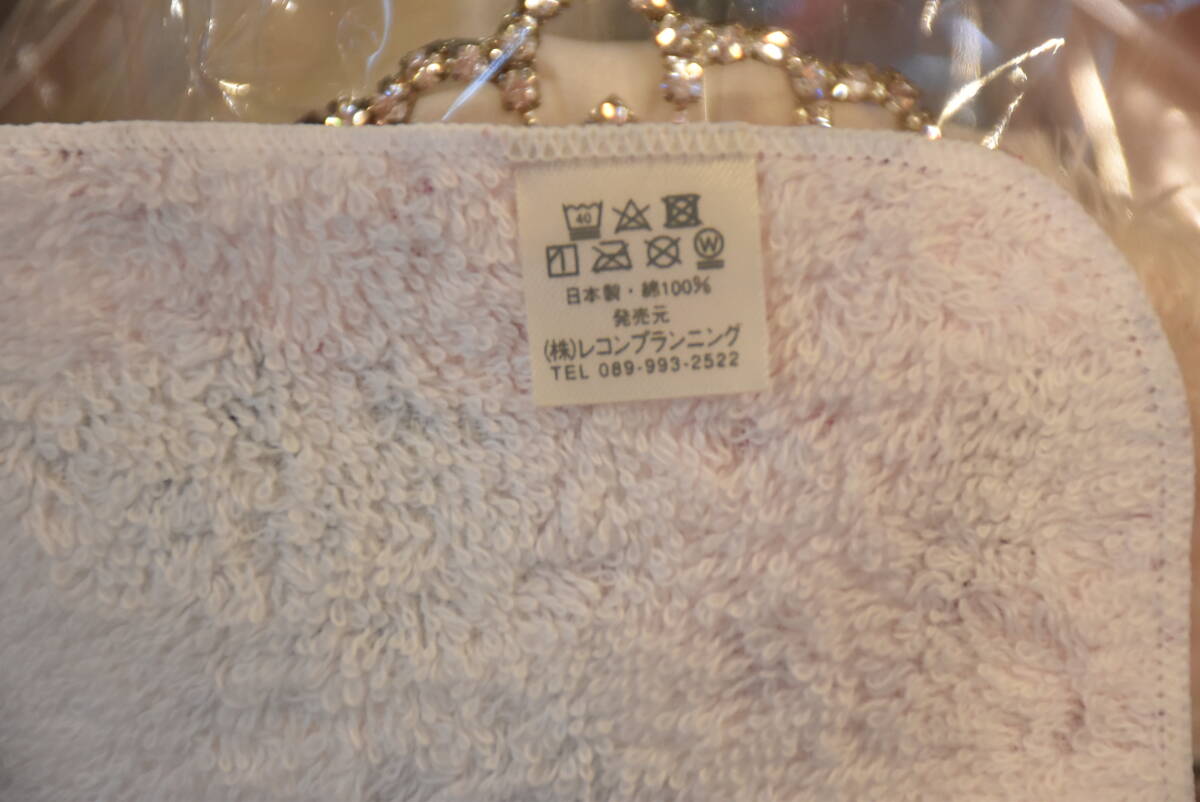 40
W
日本製・綿100%
発売元
(株)レコンプランニング
TEL 089-993-2522